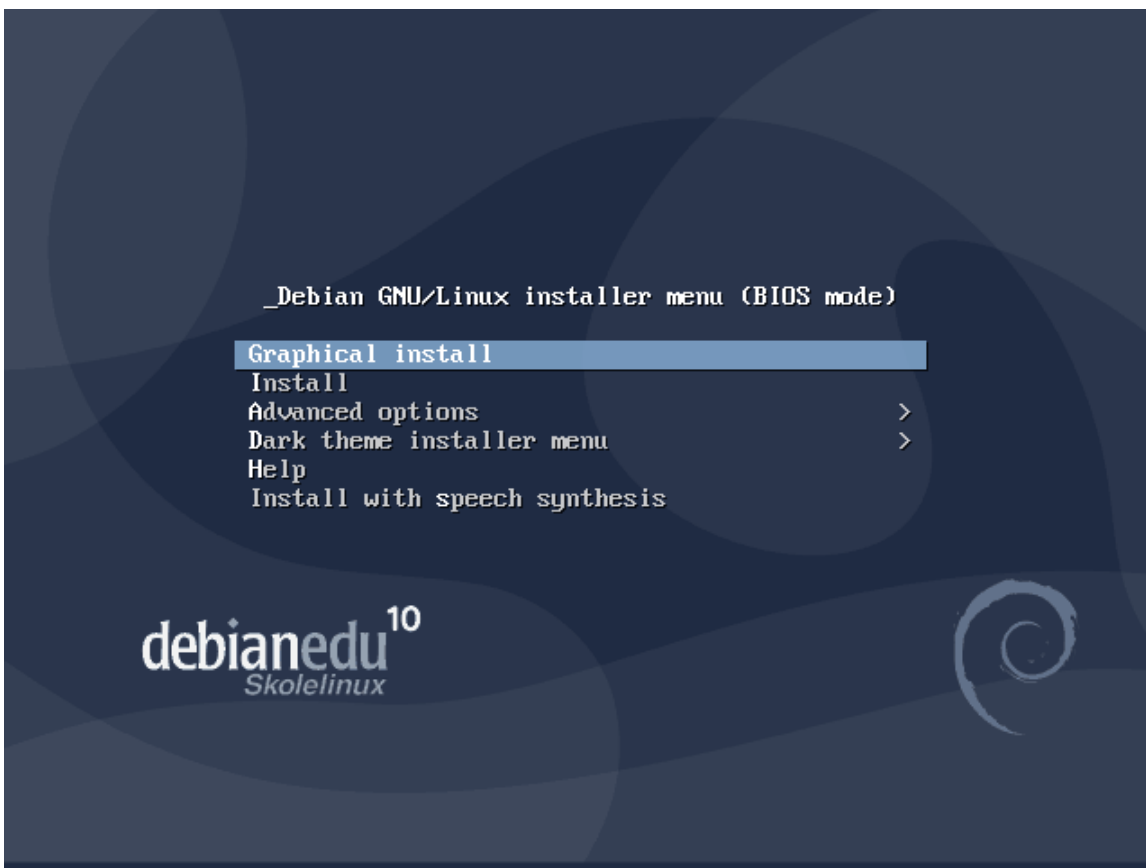 _Debian GNU/Linux installer menu (BIOS mode)
Graphical install
Install
Advanced options >
Dark theme installer menu >
Help
Install with speech synthesis
debianedu 10
Skolelinux